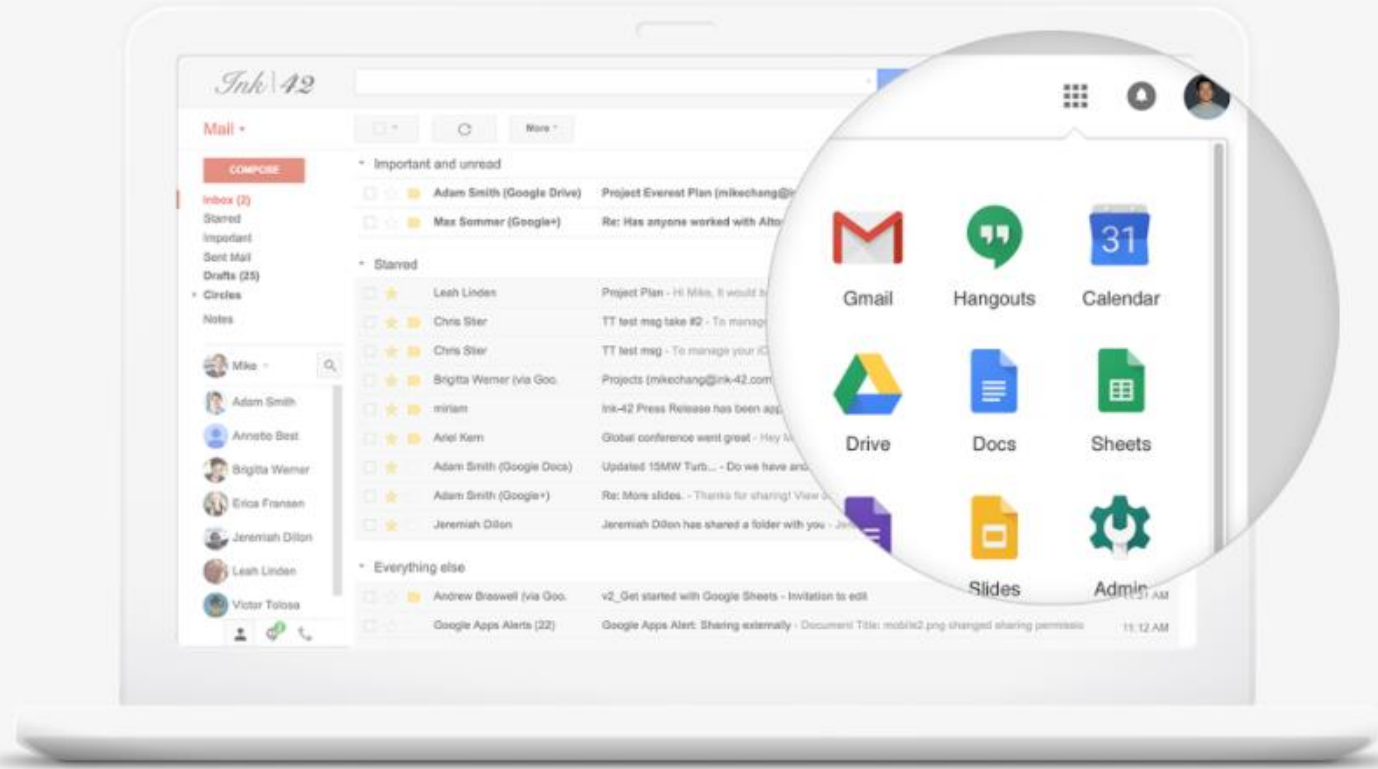 Ink\42
Mail
More
COMPOSE
Inbox (2)
Starred
Important
Sent Mail
Drafts (25)
Circles
Notes
Mike
Adam Smith
Annette Best
Brigitta Werner
Erica Fransen
Jeremiah Dillon
Leah Linden
Victor Tolosa
Important and unread
Adam Smith (Google Drive) Project Everest Plan (mikechang@
Max Sommer (Google+) Re: Has anyone worked with
Starred
Leah Linden Project Plan - Hi Mike, It would
Chris Stier TT test msg take #2 - To manage
Chris Stier TT test msg - To manage your
Brigitta Werner (via Goo. Projects (mikechang@ink-42.com
miriam Ink-42 Press Release has been
Ariel Kern Global conference went great - Hey
Adam Smith (Google Docs) Updated 15MW Turb... - Do we have
Adam Smith (Google+) Re: More slides. - Thanks for sharing! View
Jeremiah Dillon Jeremiah Dillon has shared a folder with you -
Everything else
Andrew Braswell (via Goo. v2_Get started with Google Sheets - Invitation to edit AM
Google Apps Alerts (22) Google Apps Alert: Sharing externally - Document Title: mobile2.png changed sharing permissio 11:12 AM
31
Gmail Hangouts Calendar
Drive Docs Sheets
Slides Admin